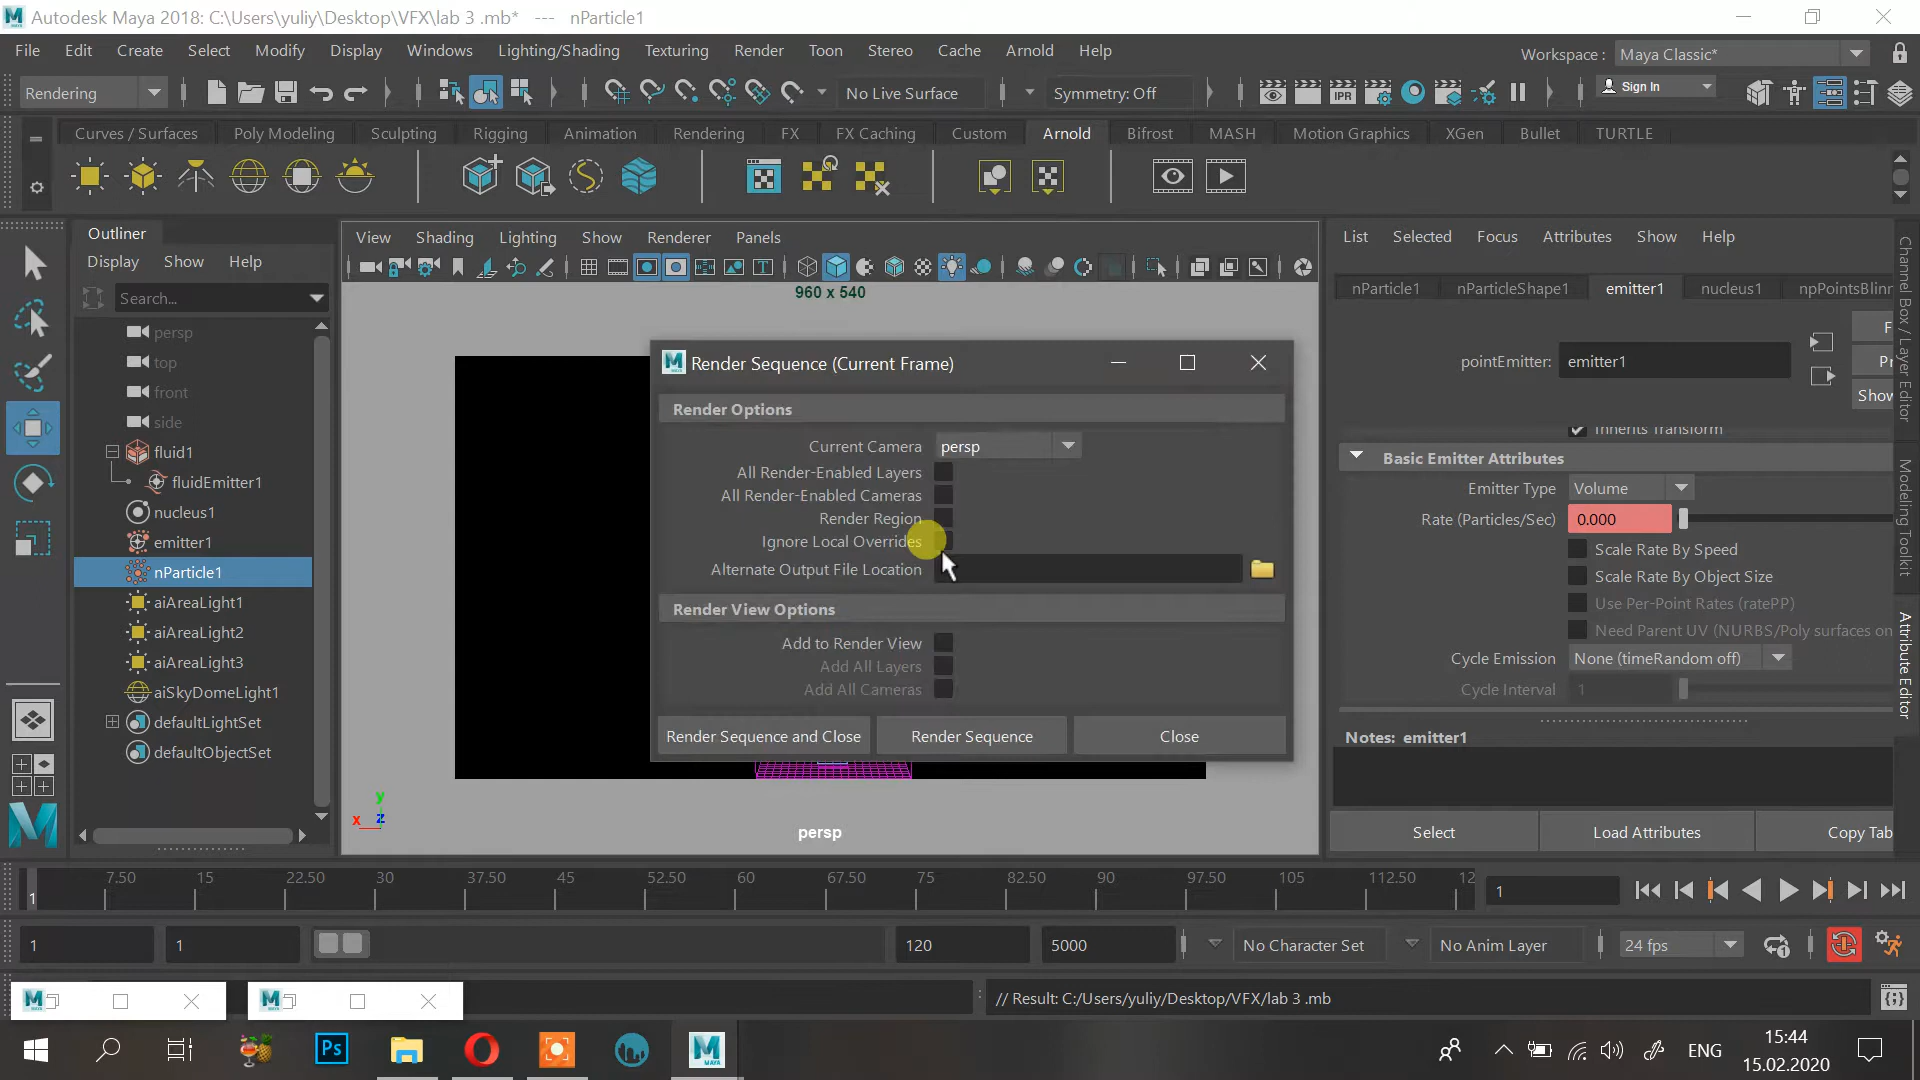 Autodesk Maya 2018: C:\Users\yuliy\Desktop\VFX\lab 3 .mb* --- nParticle1
File Edit Create Select Modify Display Windows Lighting/Shading Texturing Render Toon Stereo Cache Arnold Help
Workspace : Maya Classic*
Rendering
No Live Surface
Symmetry: Off
IPR
Sign In
Curves / Surfaces Poly Modeling Sculpting Rigging Animation Rendering FX FX Caching Custom Arnold Bifrost MASH Motion Graphics XGen Bullet TURTLE
Outliner
Display Show Help
Search...
persp
top
front
side
fluid1
fluidEmitter1
nucleus1
emitter1
nParticle1
aiAreaLight1
aiAreaLight2
aiAreaLight3
aiSkyDomeLight1
defaultLightSet
defaultObjectSet
View Shading Lighting Show Renderer Panels
960 x 540
Render Sequence (Current Frame)
Render Options
Current Camera persp
All Render-Enabled Layers
All Render-Enabled Cameras
Render Region
Ignore Local Overrides
Alternate Output File Location
Render View Options
Add to Render View
Add All Layers
Add All Cameras
Render Sequence and Close Render Sequence Close
y
x z
persp
List Selected Focus Attributes Show Help
nParticle1 nParticleShape1 emitter1 nucleus1 npPointsBlinn
pointEmitter: emitter1
F
Pr
Show
Inherits Transform
Basic Emitter Attributes
Emitter Type Volume
Rate (Particles/Sec) 0.000
Scale Rate By Speed
Scale Rate By Object Size
Use Per-Point Rates (ratePP)
Need Parent UV (NURBS/Poly surfaces on
Cycle Emission None (timeRandom off)
Cycle Interval 1
Notes: emitter1
Select Load Attributes Copy Tab
Channel Box / Layer Editor
Modeling Toolkit
Attribute Editor
1 7.50 15 22.50 30 37.50 45 52.50 60 67.50 75 82.50 90 97.50 105 112.50 12
1
1 1 120 5000 No Character Set No Anim Layer 24 fps
// Result: C:/Users/yuliy/Desktop/VFX/lab 3 .mb
Ps
MAYA
ENG
15:44
15.02.2020